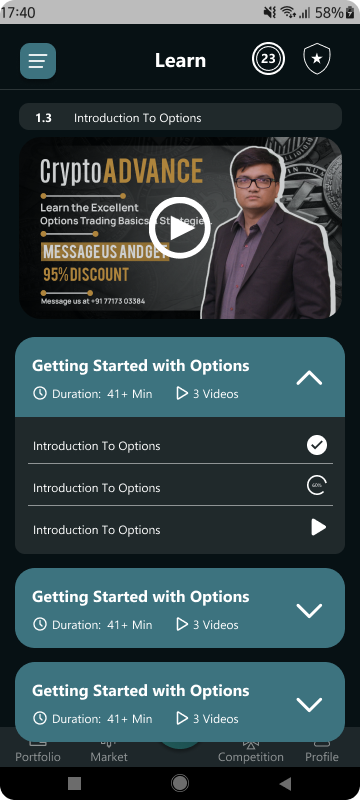 17:40
58%
Learn
23
1.3 Introduction To Options
CryptoADVANCE
Learn the Excellent
Options Trading Basics & Strategies
MESSAGE US AND GET
95% DISCOUNT
Message us at +91 77173 03384
Getting Started with Options
Duration: 41+ Min 3 Videos
Introduction To Options
Introduction To Options
60%
Introduction To Options
Getting Started with Options
Duration: 41+ Min 3 Videos
Getting Started with Options
Duration: 41+ Min 3 Videos
Portfolio Market Competition Profile